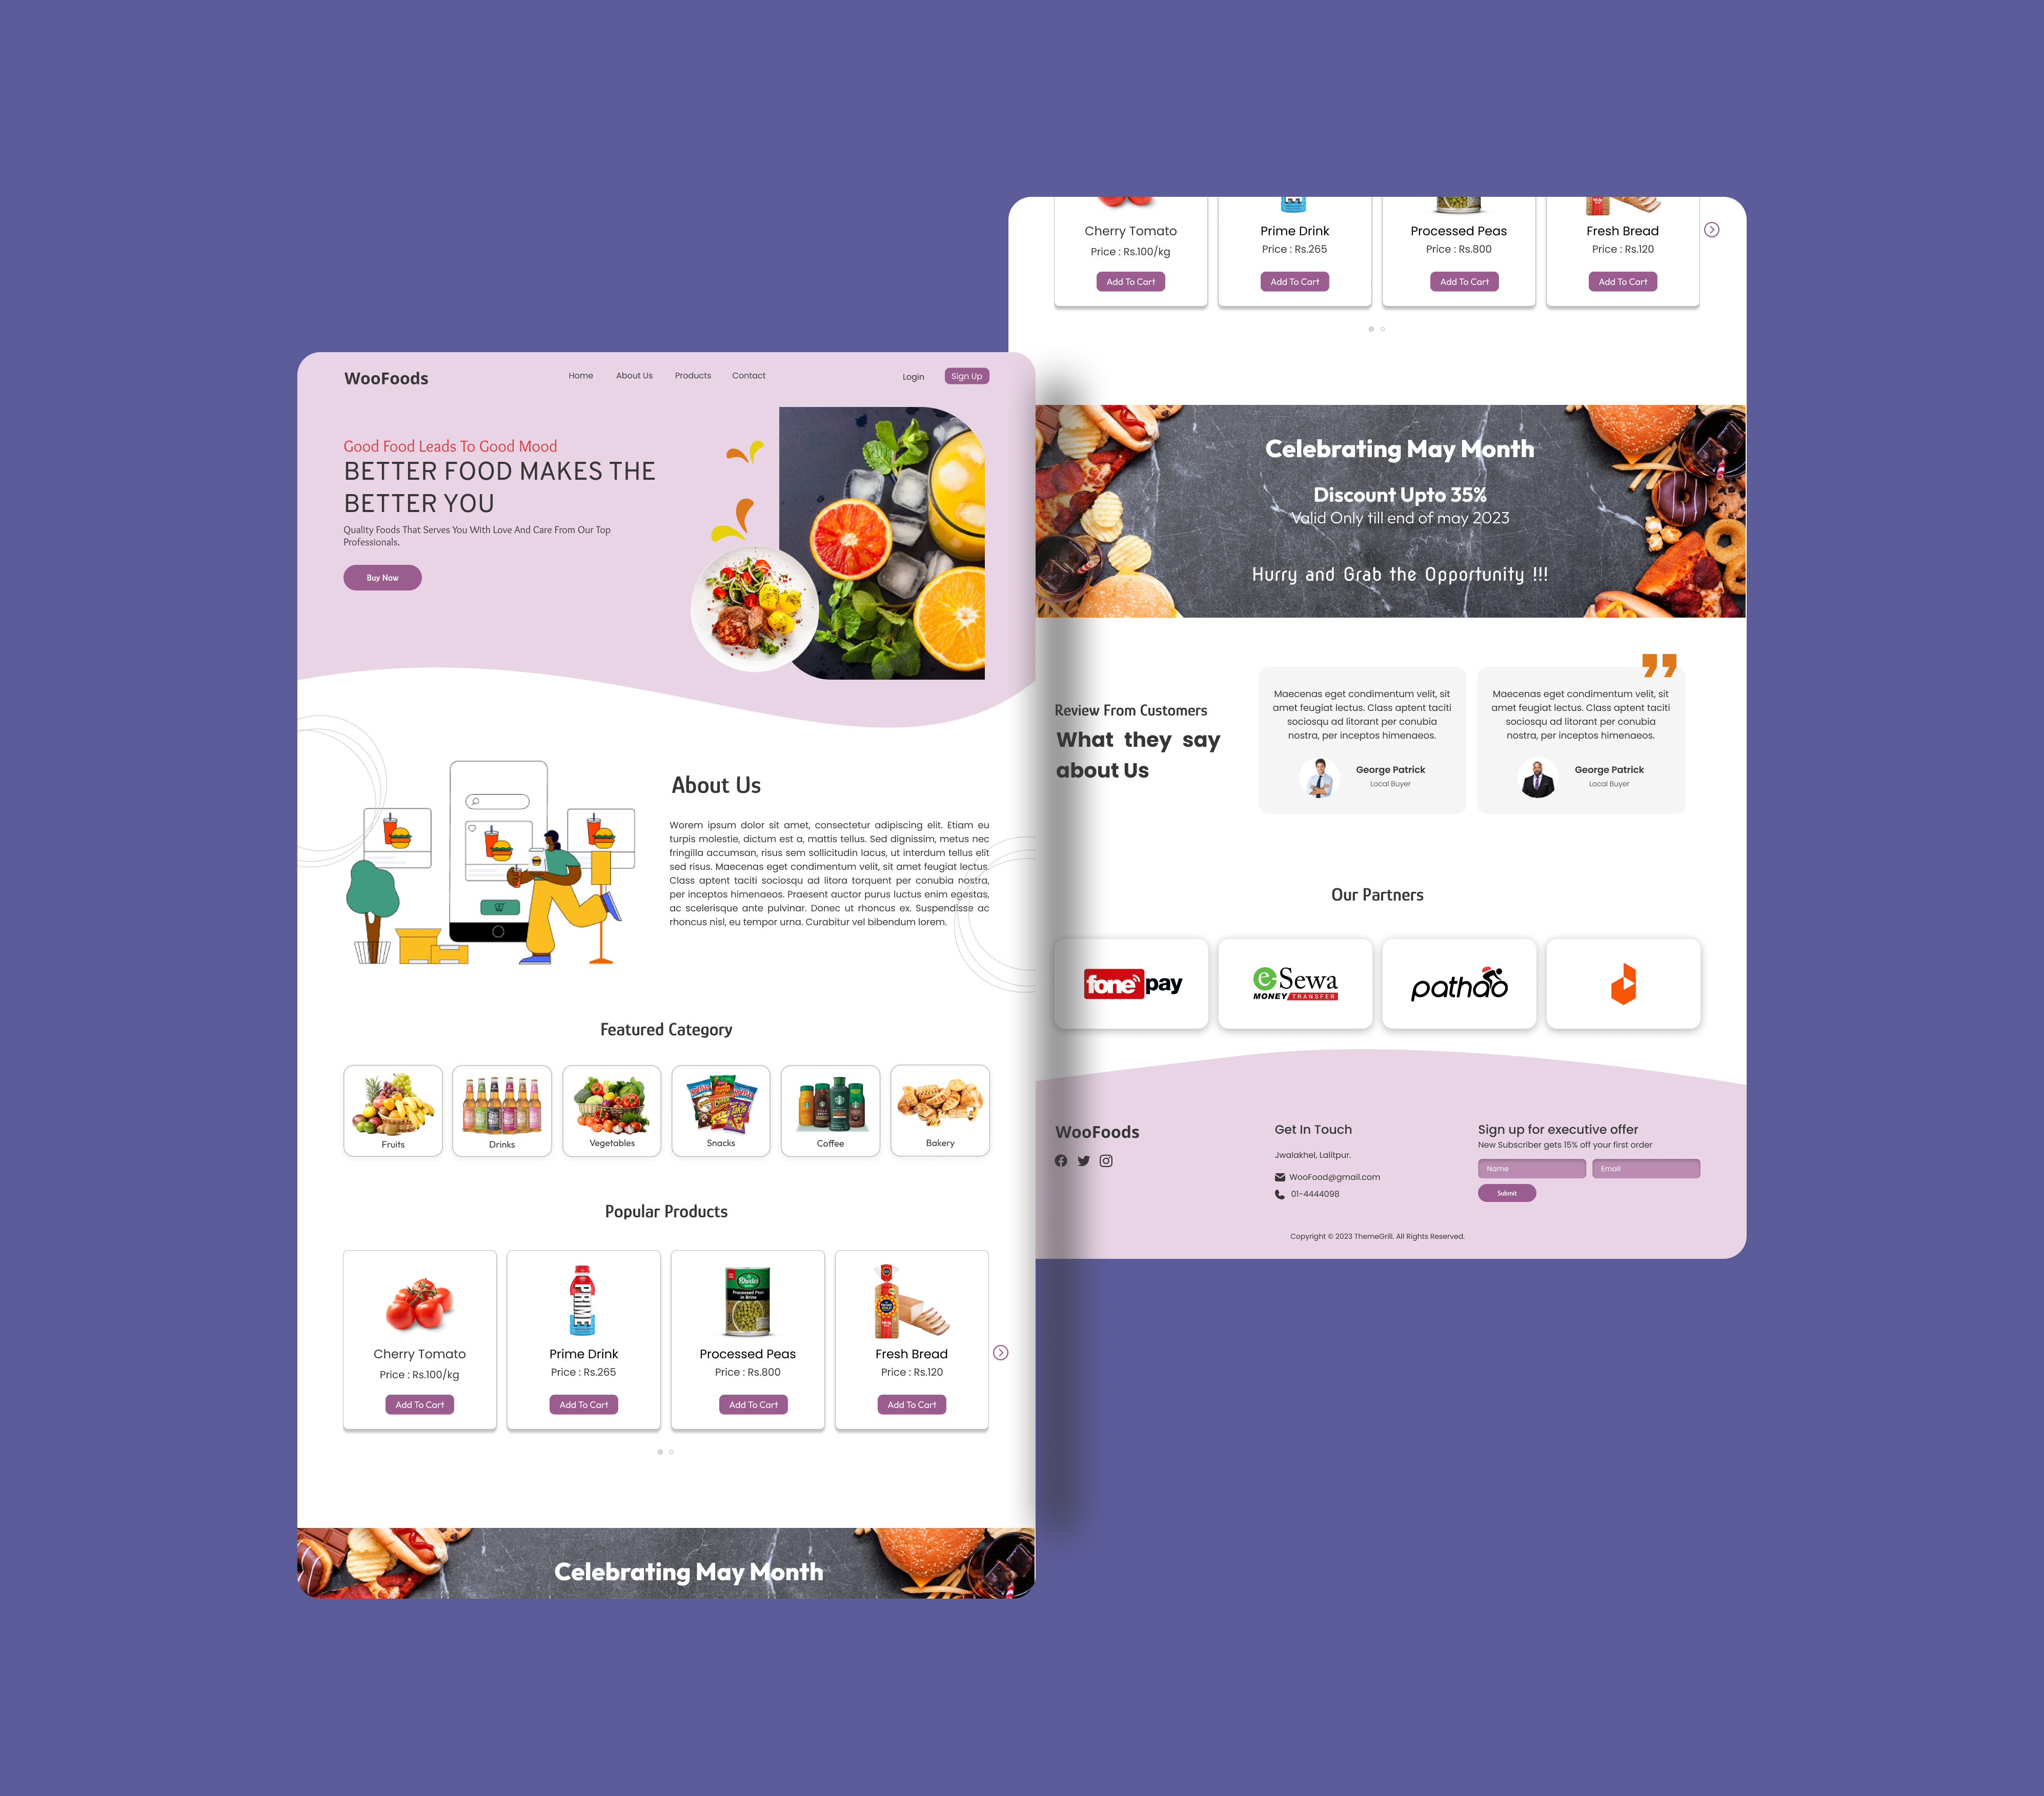 WooFoods
Home
About Us
Products
Contact
Login
Sign Up
Good Food Leads To Good Mood
BETTER FOOD MAKES THE
BETTER YOU
Quality Foods That Serves You With Love And Care From Our Top
Professionals.
Buy Now
About Us
Worem ipsum dolor sit amet, consectetur adipiscing elit. Etiam eu
turpis molestie, dictum est a, mattis tellus. Sed dignissim, metus nec
fringilla accumsan, risus sem sollicitudin lacus, ut interdum tellus elit
sed risus. Maecenas eget condimentum velit, sit amet feugiat lectus.
Class aptent taciti sociosqu ad litora torquent per conubia nostra,
per inceptos himenaeos. Praesent auctor purus luctus enim egestas,
ac scelerisque ante pulvinar. Donec ut rhoncus ex. Suspendisse ac
rhoncus nisl, eu tempor urna. Curabitur vel bibendum lorem.
Featured Category
Fruits
Drinks
Vegetables
Snacks
Coffee
Bakery
Popular Products
PRIME
Rhodes
Processed Peas
in Brine
Cherry Tomato
Price : Rs.100/kg
Add To Cart
Prime Drink
Price : Rs.265
Add To Cart
Processed Peas
Price : Rs.800
Add To Cart
Fresh Bread
Price : Rs.120
Add To Cart
Celebrating May Month
Cherry Tomato
Price : Rs.100/kg
Add To Cart
Prime Drink
Price : Rs.265
Add To Cart
Processed Peas
Price : Rs.800
Add To Cart
Fresh Bread
Price : Rs.120
Add To Cart
Celebrating May Month
Discount Upto 35%
Valid Only till end of may 2023
Hurry and Grab the Opportunity !!!
Review From Customers
What they say
about Us
Maecenas eget condimentum velit, sit
amet feugiat lectus. Class aptent taciti
sociosqu ad litorant per conubia
nostra, per inceptos himenaeos.
George Patrick
Local Buyer
Maecenas eget condimentum velit, sit
amet feugiat lectus. Class aptent taciti
sociosqu ad litorant per conubia
nostra, per inceptos himenaeos.
George Patrick
Local Buyer
Our Partners
fonepay
eSewa
MONEY TRANSFER
pathao
WooFoods
Get In Touch
Jwalakhel, Lalitpur.
WooFood@gmail.com
01-4444098
Sign up for executive offer
New Subscriber gets 15% off your first order
Name
Email
Submit
Copyright © 2023 ThemeGrill. All Rights Reserved.